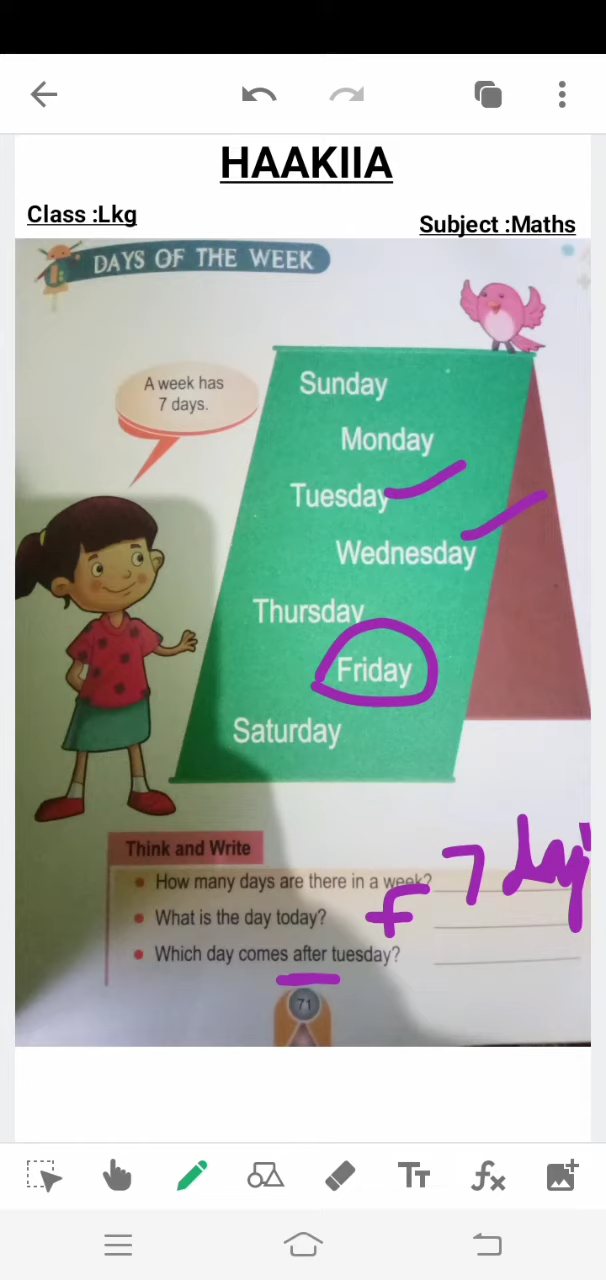 HAAKIIA
Class :Lkg
Subject :Maths
DAYS OF THE WEEK
A week has
7 days.
Sunday
Monday
Tuesday
Wednesday
Thursday
Friday
Saturday
Think and Write
How many days are there in a week? 7
What is the day today? F
Which day comes after tuesday?
71
Tт
fx